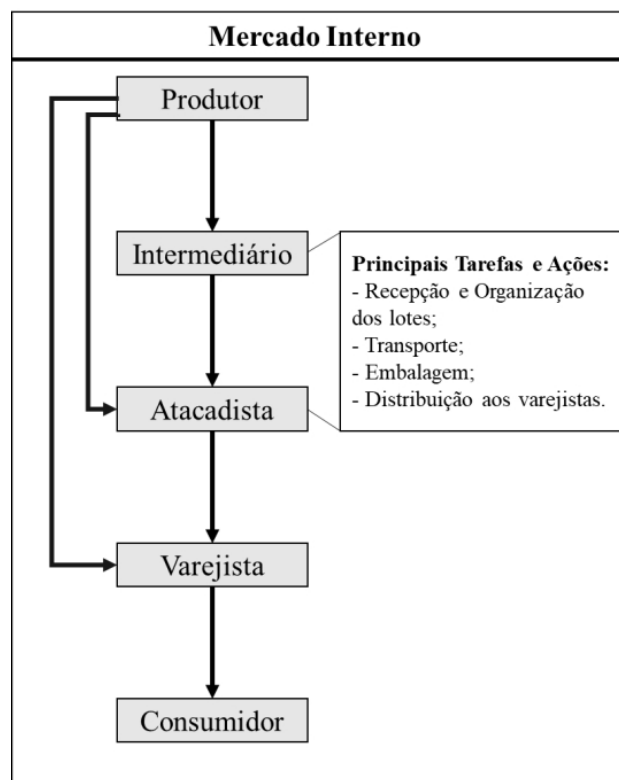 Mercado Interno
Produtor
Intermediário
Principais Tarefas e Ações:
- Recepção e Organização
dos lotes;
- Transporte;
- Embalagem;
- Distribuição aos varejistas.
Atacadista
Varejista
Consumidor